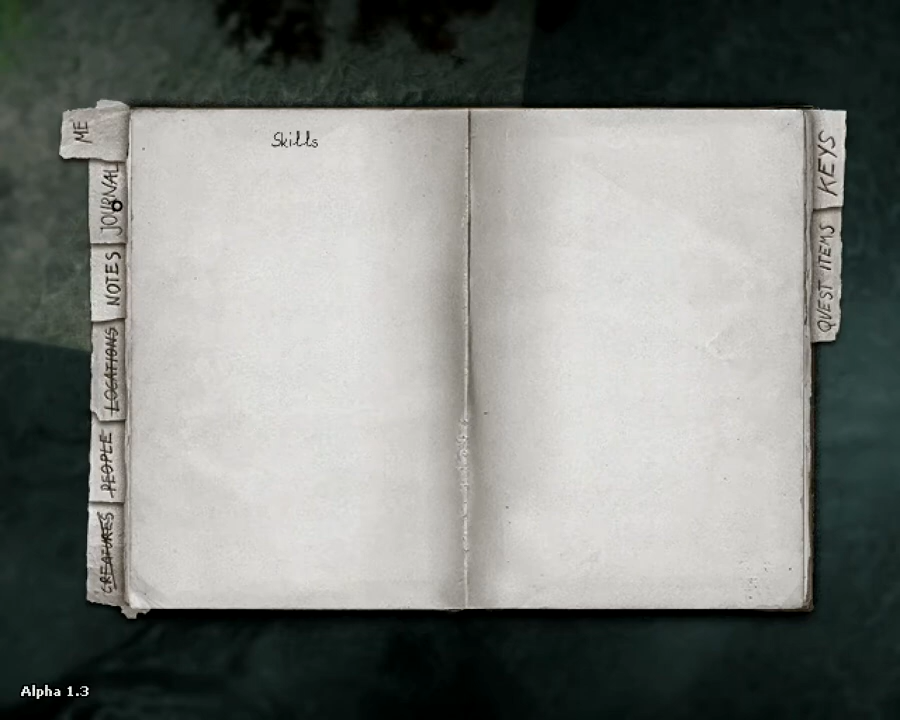 ME
Skills
KEYS
JOURNAL
NOTES
QUEST ITEMS
LOCATIONS
PEOPLE
CREATURES
Alpha 1.3